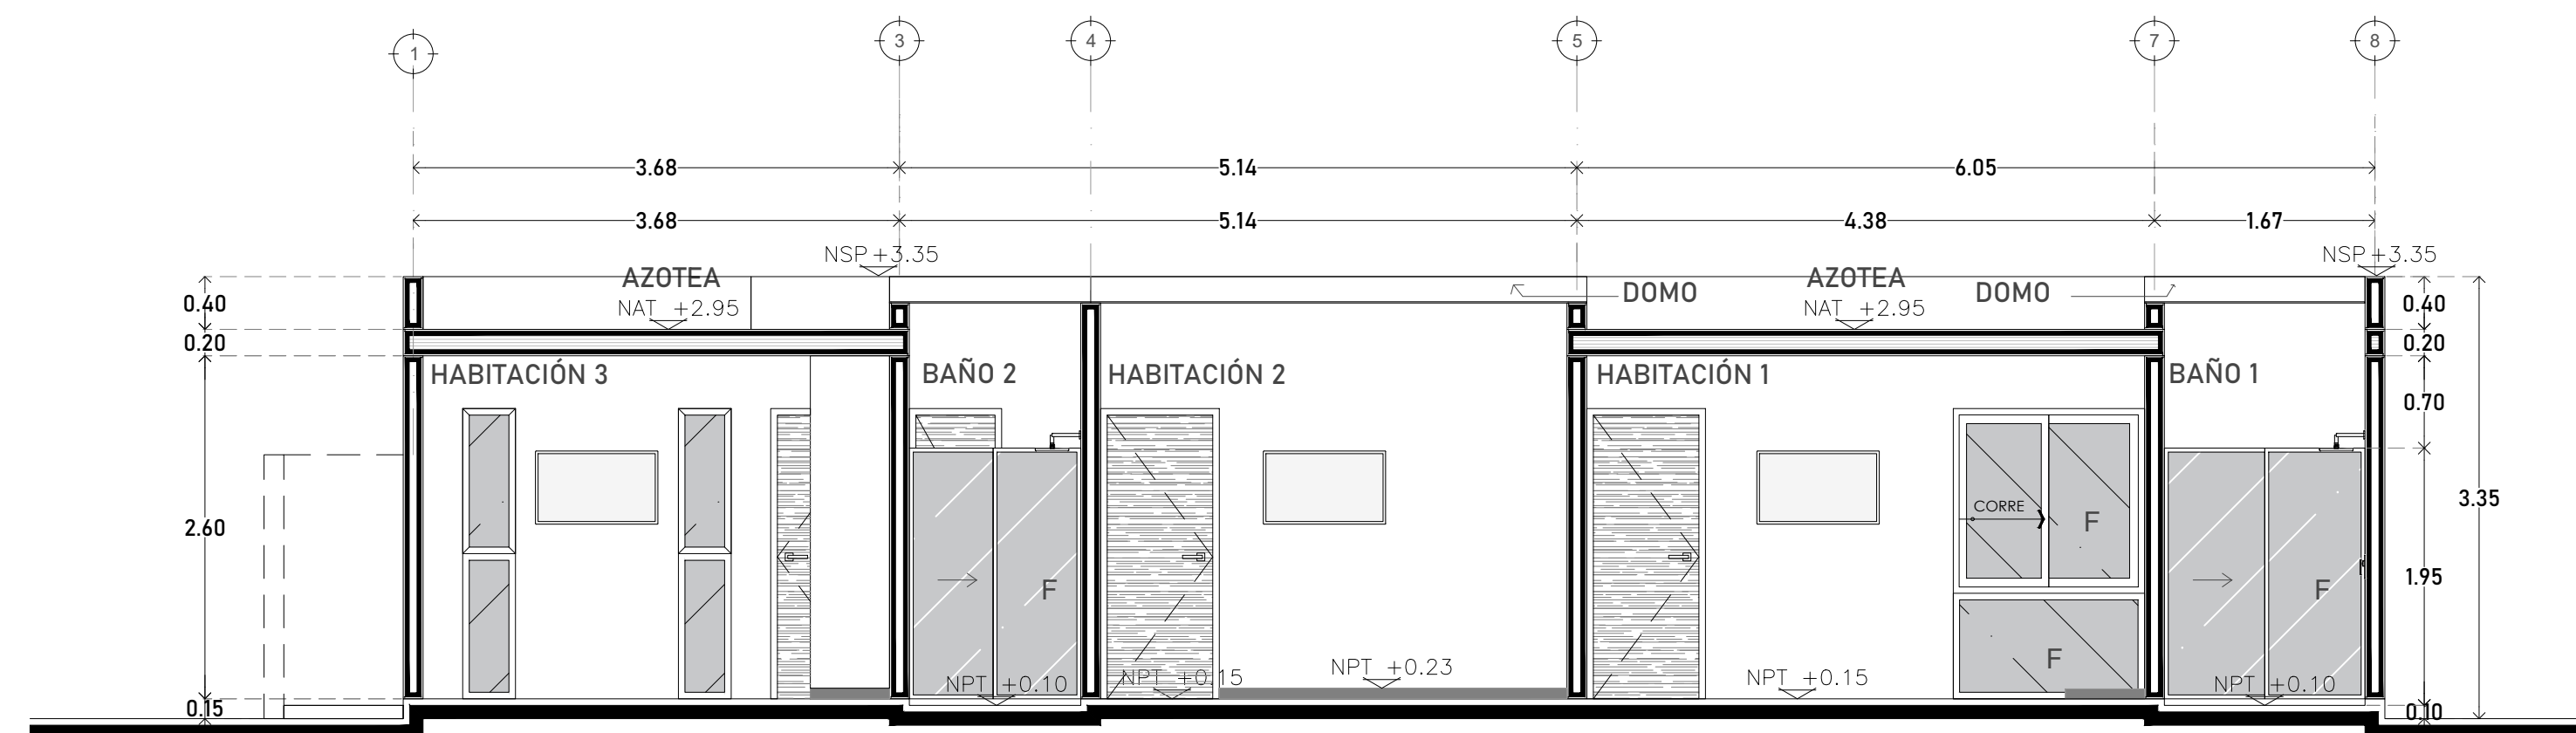 1
3
4
5
7
8
3.68
5.14
6.05
3.68
5.14
4.38
1.67
NSP +3.35
NSP +3.35
AZOTEA
AZOTEA
NAT +2.95
DOMO
NAT +2.95
DOMO
0.40
0.40
0.20
0.20
HABITACIÓN 3
BAÑO 2
HABITACIÓN 2
HABITACIÓN 1
BAÑO 1
0.70
2.60
CORRE
F
3.35
F
F
1.95
F
NPT +0.10
NPT +0.15
NPT +0.23
NPT +0.15
NPT +0.10
0.15
0.10